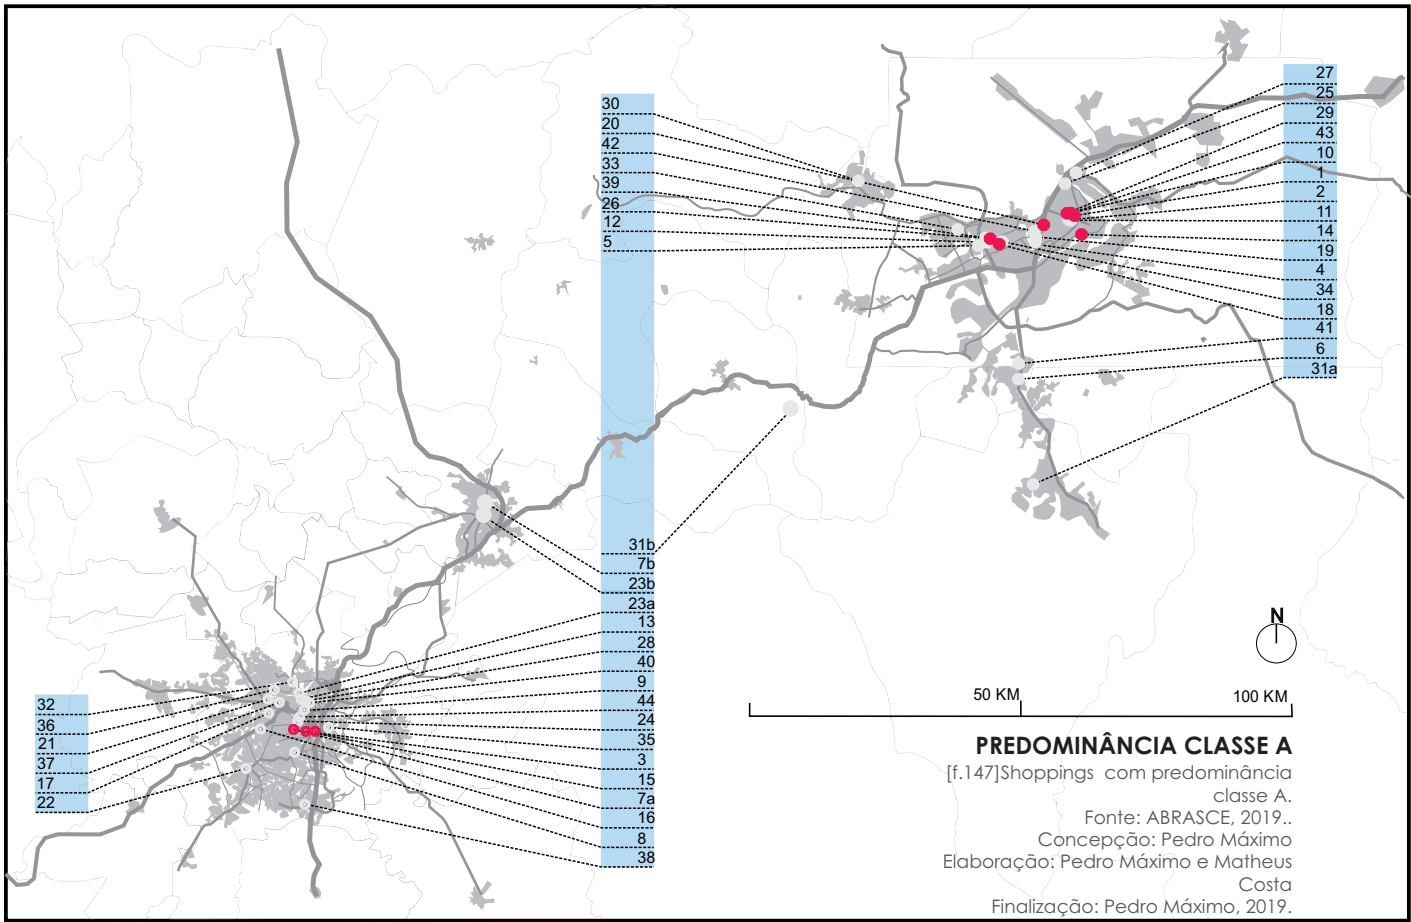 30
20
42
33
39
26
12
5
31b
7b
23b
23a
13
28
40
9
44
24
35
3
15
7a
16
8
38
27
25
29
43
10
1
2
11
14
19
4
34
18
41
6
31a
32
36
21
37
17
22
N
50 KM
100 KM
PREDOMINÂNCIA CLASSE A
[f.147]Shoppings com predominância
classe A.
Fonte: ABRASCE, 2019..
Concepção: Pedro Máximo
Elaboração: Pedro Máximo e Matheus
Costa
Finalização: Pedro Máximo, 2019.